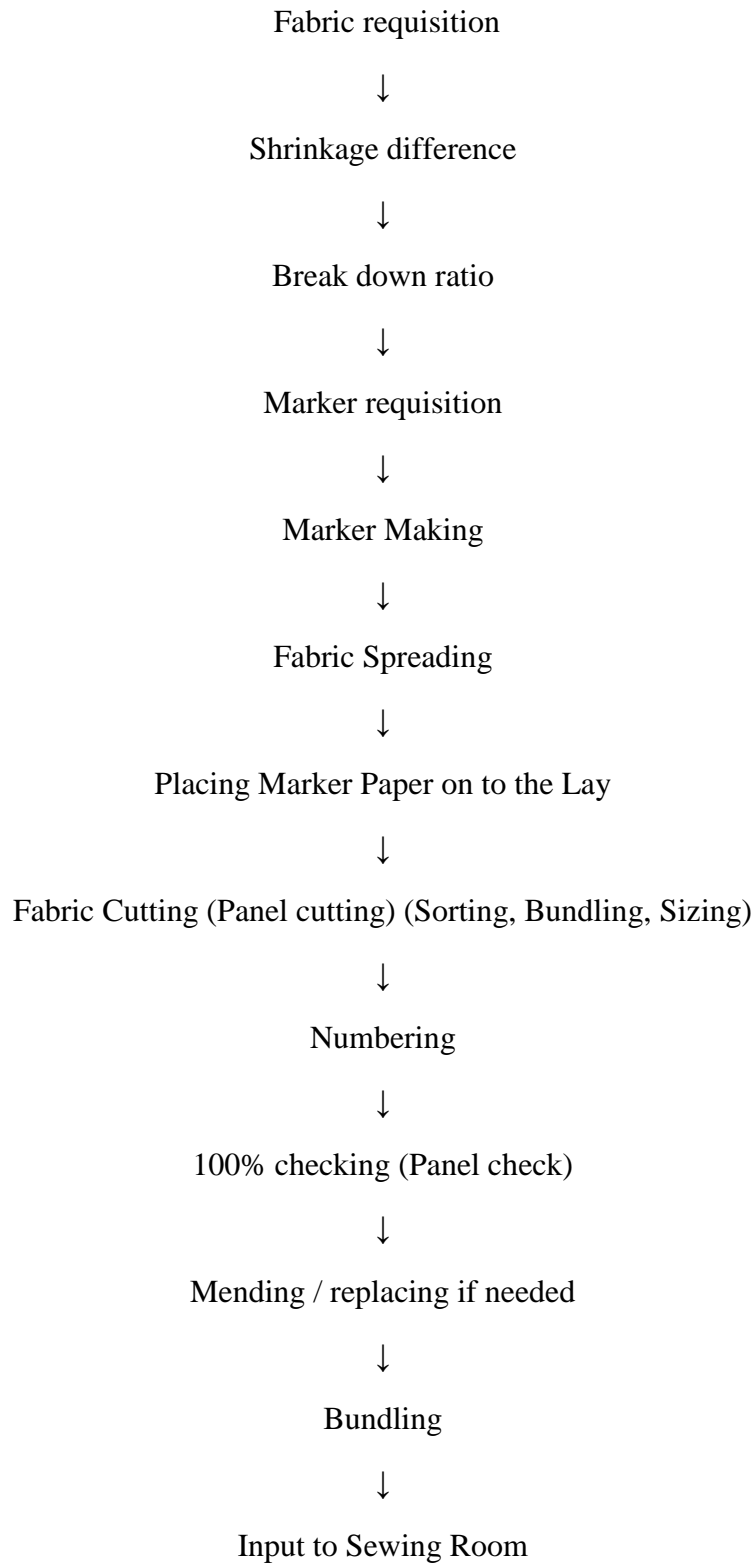 Fabric requisition
↓
Shrinkage difference
↓
Break down ratio
↓
Marker requisition
↓
Marker Making
↓
Fabric Spreading
↓
Placing Marker Paper on to the Lay
↓
Fabric Cutting (Panel cutting) (Sorting, Bundling, Sizing)
↓
Numbering
↓
100% checking (Panel check)
↓
Mending / replacing if needed
↓
Bundling
↓
Input to Sewing Room